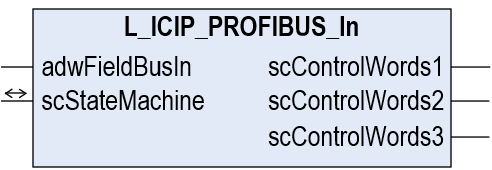 L_ICIP_PROFIBUS_In
adwFieldBusIn scControlWords1
scStateMachine scControlWords2
scControlWords3